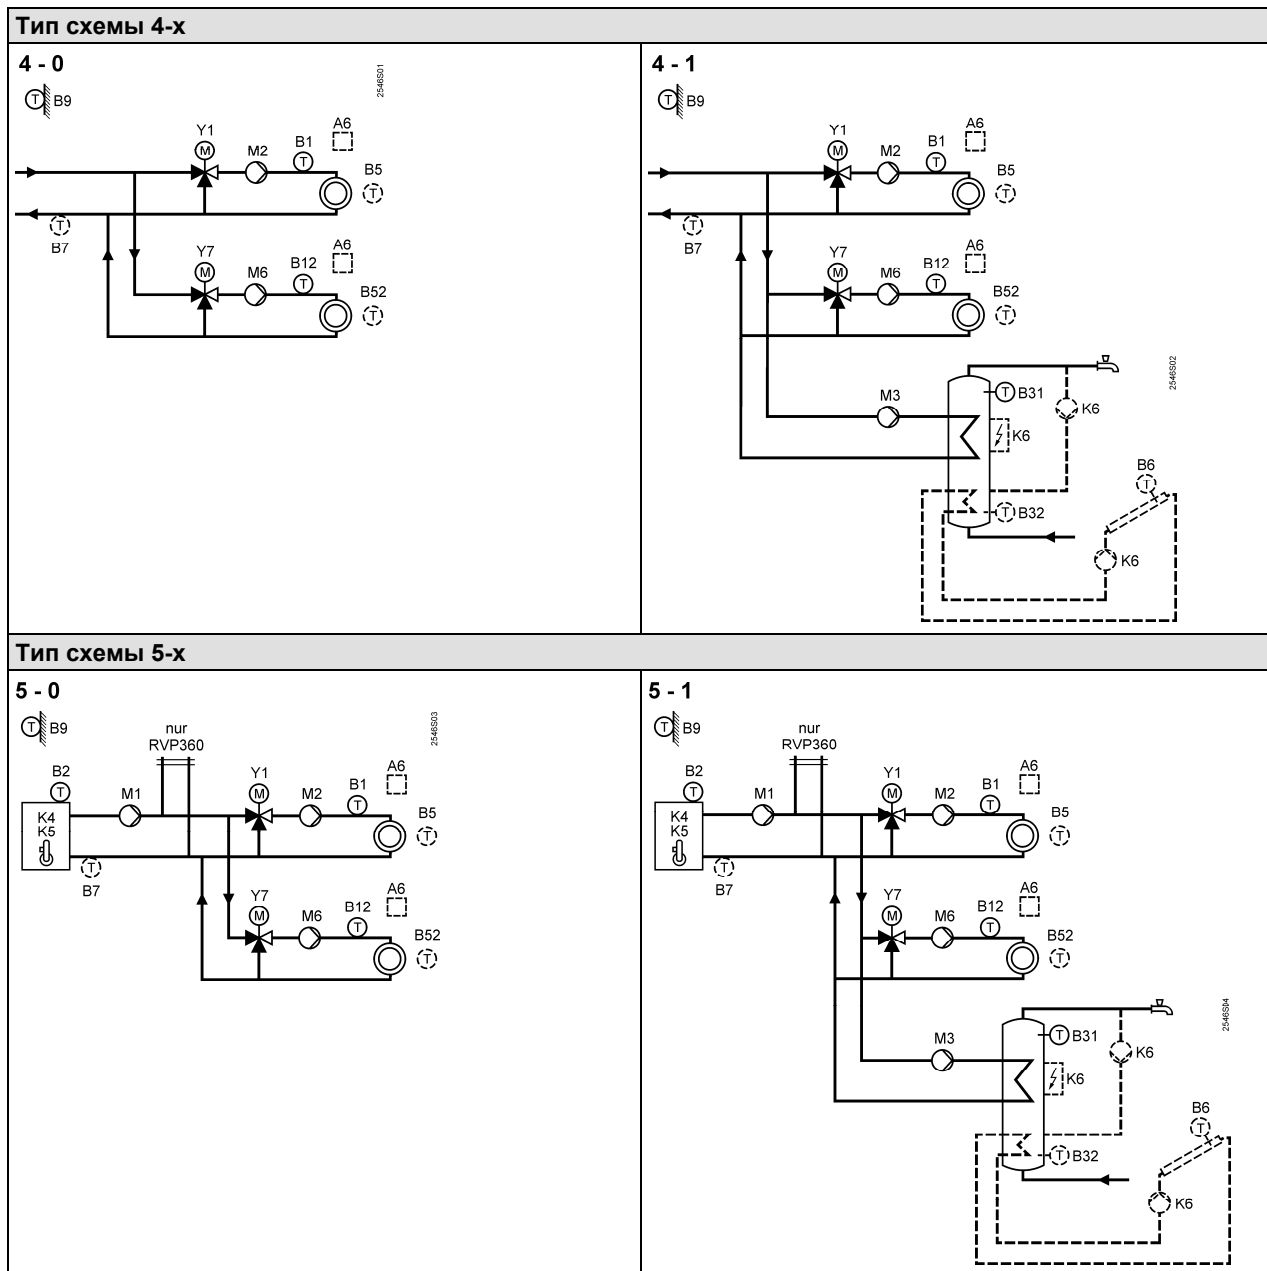 Тип схемы 4-x
4 - 0
2546S01
T B9
A6
Y1
M
M2
B1
T
B5
T
T
B7
A6
Y7
M
M6
B12
T
B52
T
4 - 1
T B9
A6
Y1
M
M2
B1
T
B5
T
T
B7
A6
Y7
M
M6
B12
T
B52
T
2546S02
M3
T B31
K6
K6
B6
T
T B32
K6
Тип схемы 5-x
5 - 0
2546S03
T B9
nur
RVP360
A6
B2
T
M1
Y1
M
M2
B1
T
K4
K5
B5
T
T
B7
A6
Y7
M
M6
B12
T
B52
T
5 - 1
T B9
nur
RVP360
A6
B2
T
M1
Y1
M
M2
B1
T
K4
K5
B5
T
T
B7
A6
Y7
M
M6
B12
T
B52
T
2546S04
M3
T B31
K6
K6
B6
T
T B32
K6